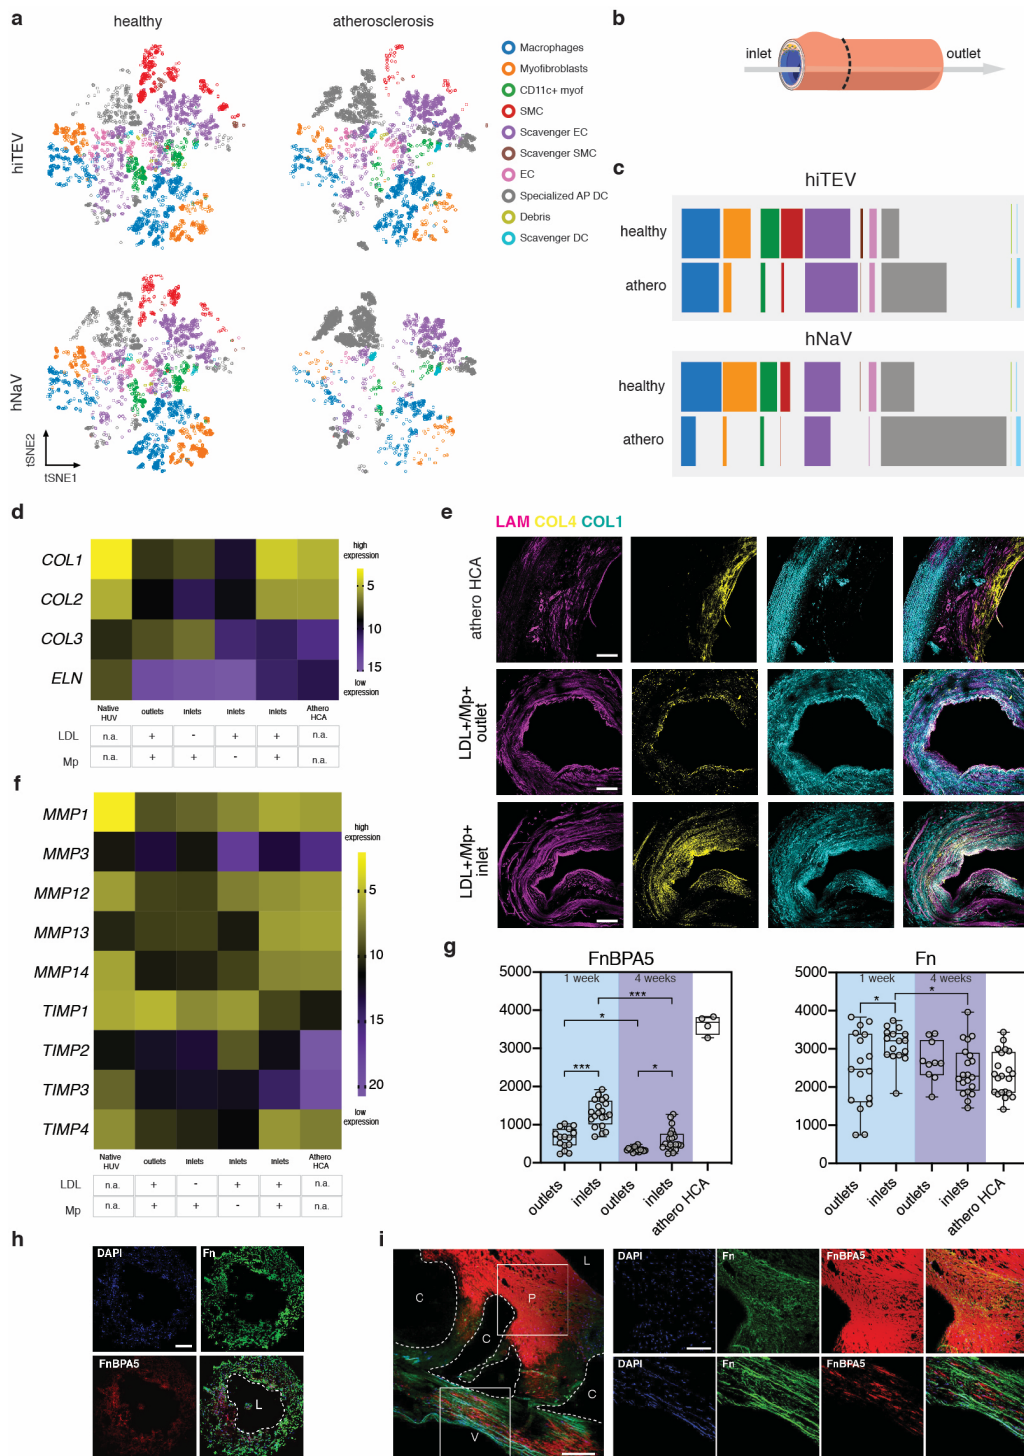 a
healthy
atherosclerosis
hiTEV
hNaV
tSNE2
tSNE1
Macrophages
Myofibroblasts
CD11c+ myof
SMC
Scavenger EC
Scavenger SMC
EC
Specialized AP DC
Debris
Scavenger DC
b
inlet
outlet
c
hiTEV
healthy
athero
hNaV
healthy
athero
d
COL1
COL2
COL3
ELN
high
expression
5
10
15
low
expression
Native
HUV
outlets
inlets
inlets
inlets
Athero
HCA
LDL n.a. + - + + n.a.
Mp n.a. + + - + n.a.
e
LAM COL4 COL1
athero HCA
LDL+/Mp+
outlet
LDL+/Mp+
inlet
f
MMP1
MMP3
MMP12
MMP13
MMP14
TIMP1
TIMP2
TIMP3
TIMP4
high
expression
5
10
15
20
low
expression
Native
HUV
outlets
inlets
inlets
inlets
Athero
HCA
LDL n.a. + - + + n.a.
Mp n.a. + + - + n.a.
g
FnBPA5
1 week
4 weeks
5000
4000
3000
2000
1000
0
***
*
***
*
outlets
inlets
outlets
inlets
athero HCA
Fn
1 week
4 weeks
5000
4000
3000
2000
1000
0
*
*
outlets
inlets
outlets
inlets
athero HCA
h
DAPI
Fn
FnBPA5
L
i
C
P
L
C
C
V
DAPI
Fn
FnBPA5
DAPI
Fn
FnBPA5